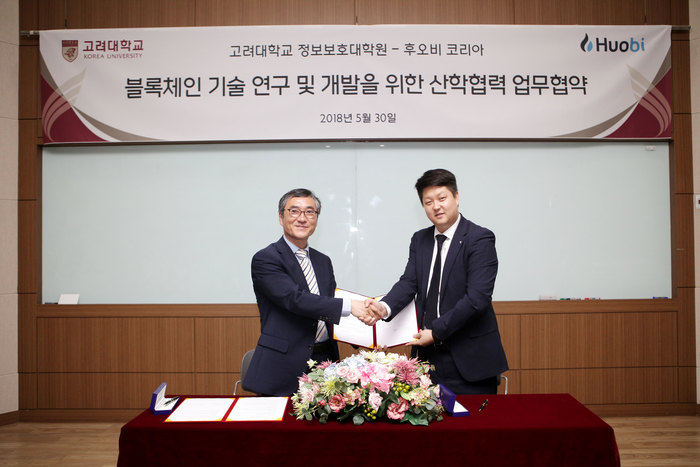 고려대학교
KOREA UNIVERSITY
고려대학교 정보보호대학원 – 후오비 코리아
Huobi
블록체인 기술 연구 및 개발을 위한 산학협력 업무협약
2018년 5월 30일